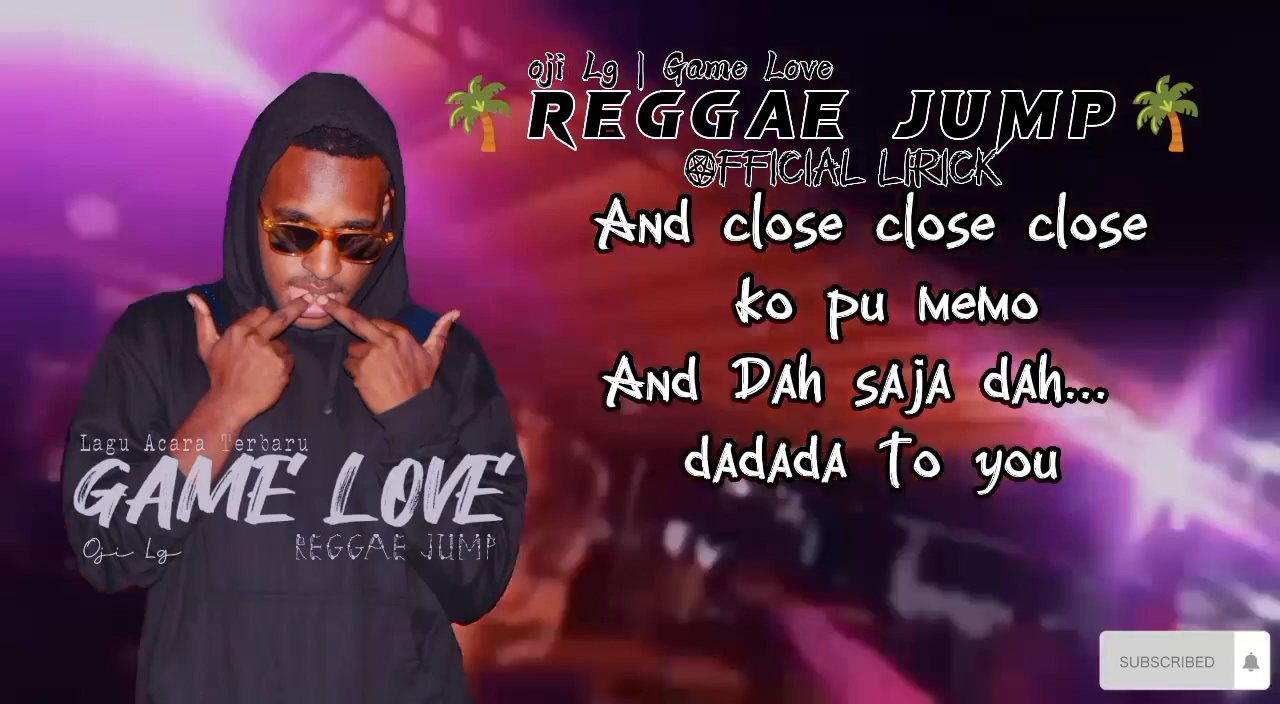 oji Lg | Game Love
REGGAE JUMP
OFFICIAL LIRICK
And close close close
ko pu memo
And Dah saja dah...
dadada to you
Lagu Acara Terbaru
GAME LOVE
Oji Lg
REGGAE JUMP
SUBSCRIBED